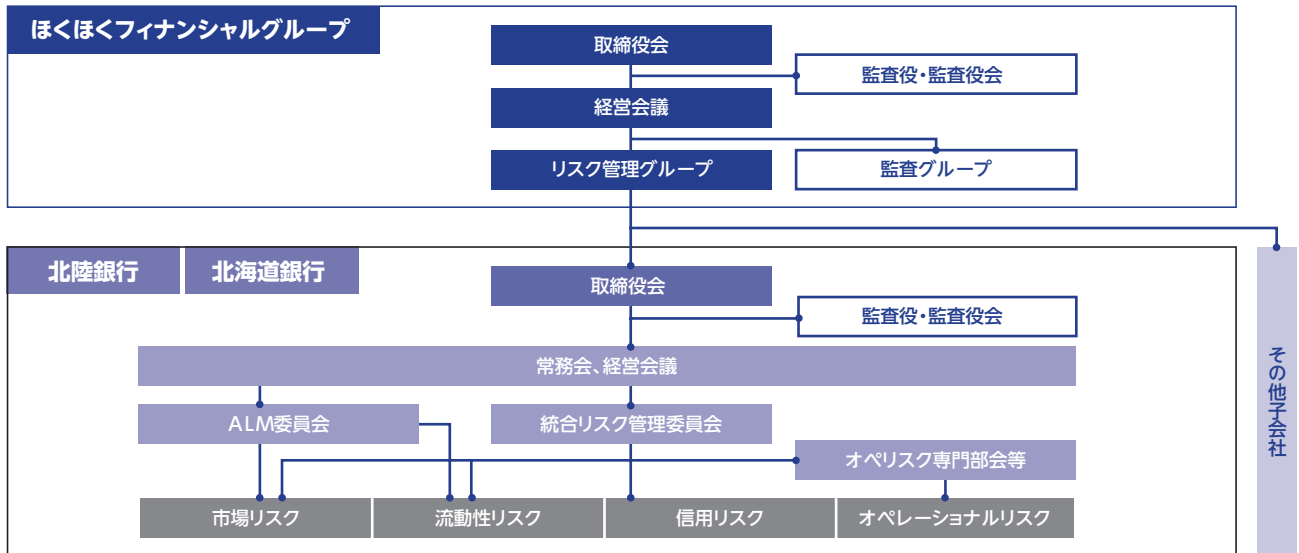 ほくほくフィナンシャルグループ
取締役会
監査役・監査役会
経営会議
リスク管理グループ
監査グループ
北陸銀行
北海道銀行
取締役会
監査役・監査役会
常務会、経営会議
ALM委員会
統合リスク管理委員会
オペリスク専門部会等
市場リスク
流動性リスク
信用リスク
オペレーショナルリスク
その他子会社